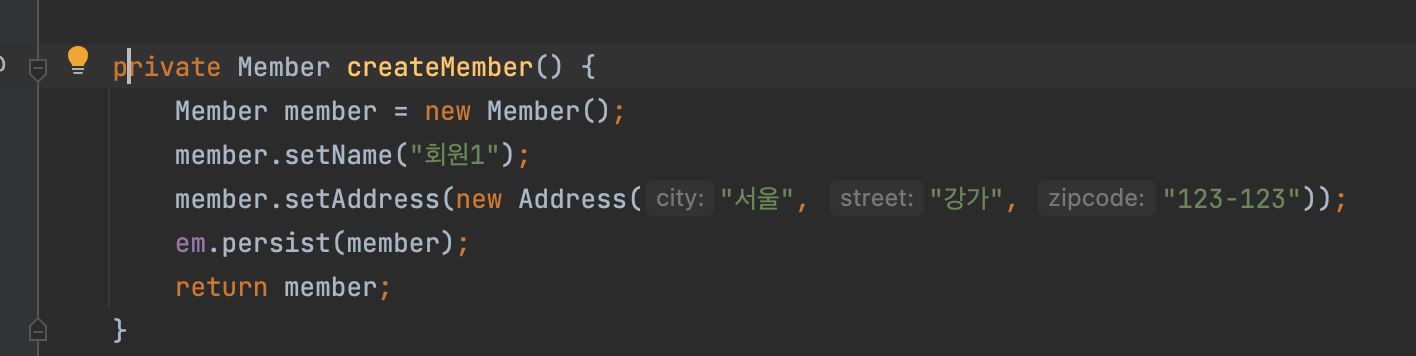 private Member createMember() {
Member member = new Member();
member.setName("회원1");
member.setAddress(new Address( city: "서울", street: "강가", zipcode: "123-123"));
em.persist(member);
return member;
}